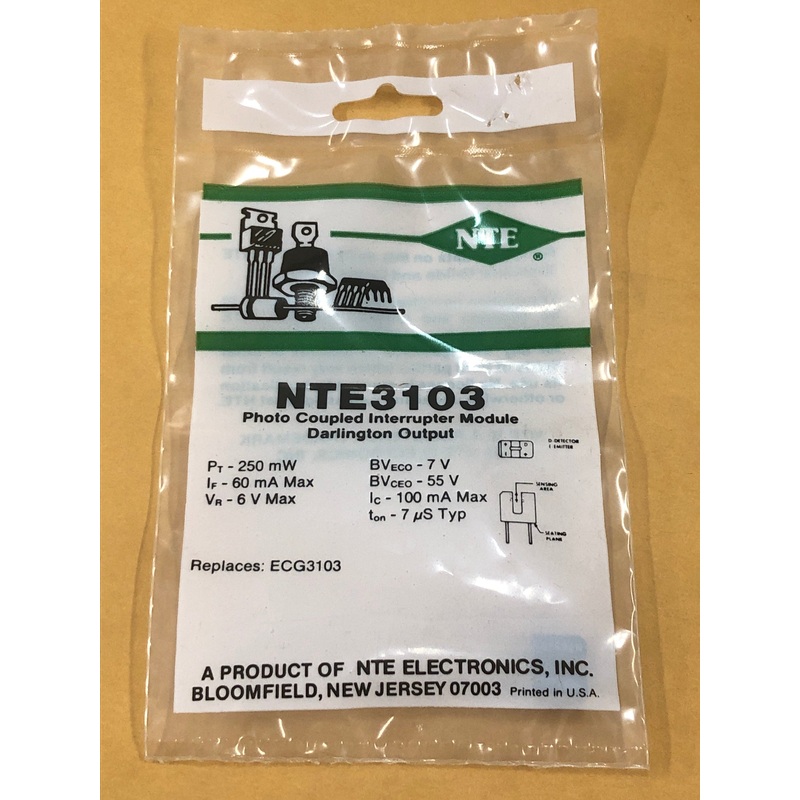 NTE
®
NTE3103
Photo Coupled Interrupter Module
Darlington Output
PT - 250 mW
IF - 60 mA Max
VR - 6 V Max
BVECO - 7 V
BVCEO - 55 V
IC - 100 mA Max
ton - 7 µS Typ
D-DETECTOR
E EMITTER
SENSING
AREA
SEATING
PLANE
Replaces: ECG3103
A PRODUCT OF NTE ELECTRONICS, INC.
BLOOMFIELD, NEW JERSEY 07003 Printed in U.S.A.